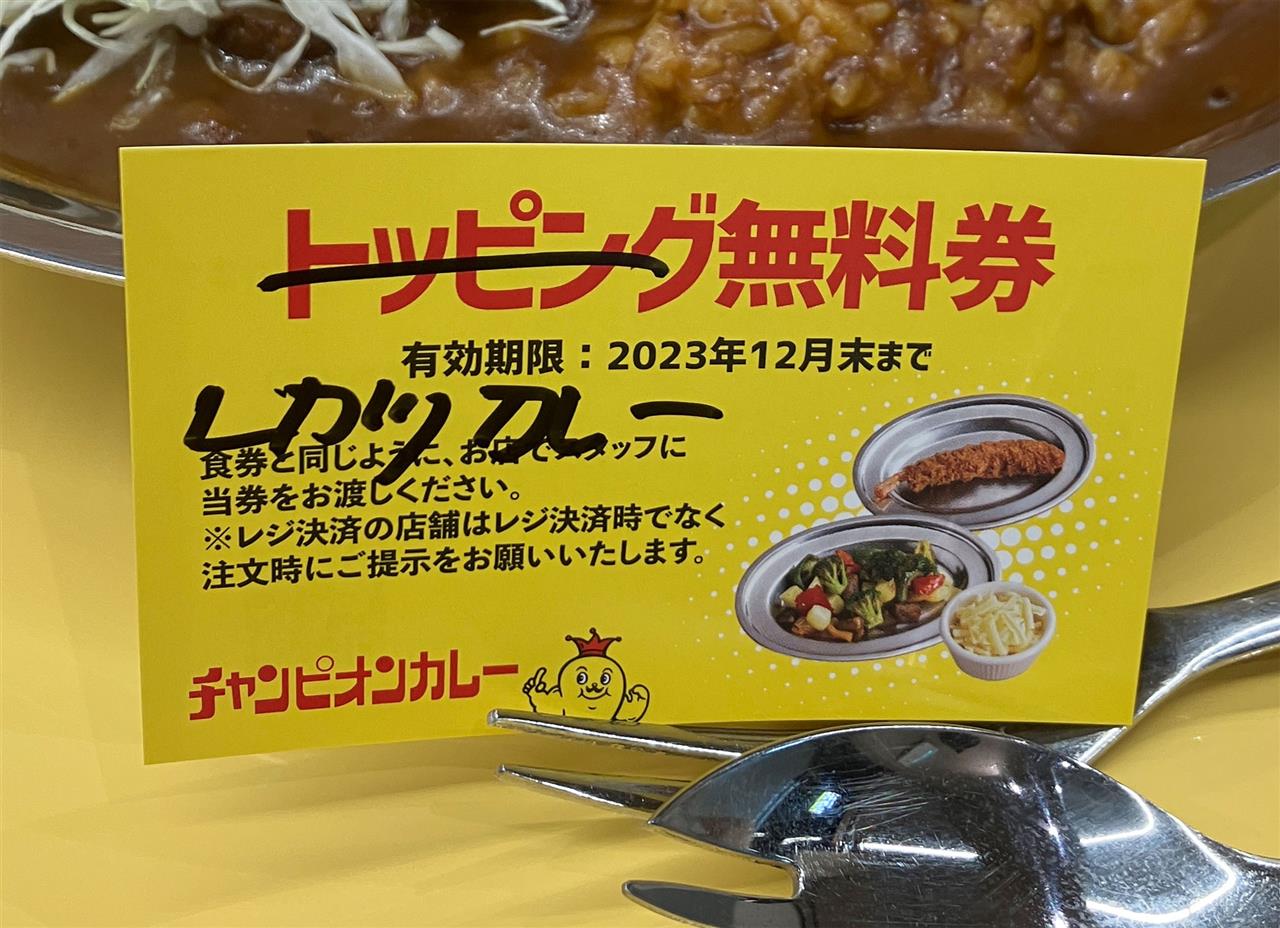 トッピング無料券
有効期限：2023年12月末まで
Lカツカレー
食券と同じように、お店でスタッフに
当券をお渡しください。
※レジ決済の店舗はレジ決済時でなく
注文時にご提示をお願いいたします。
チャンピオンカレー